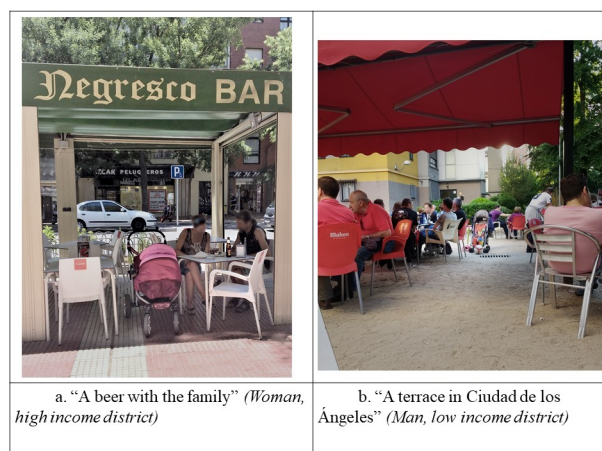 Negresco BAR
PELUQUEROS
P
a. “A beer with the family” (Woman,
high income district)
b. “A terrace in Ciudad de los
Ángeles” (Man, low income district)